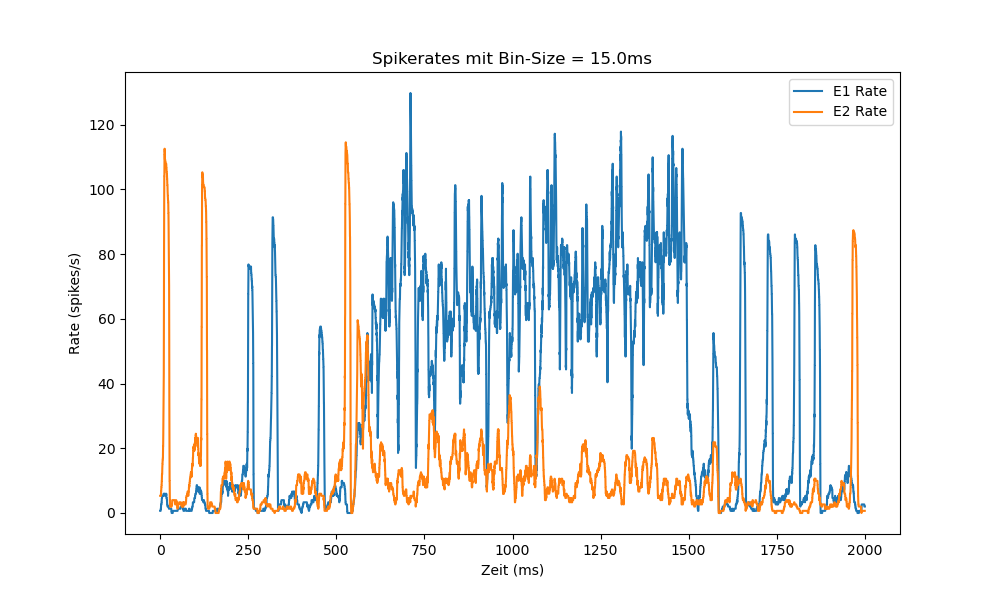 Spikerates mit Bin-Size = 15.0ms
E1 Rate
E2 Rate
Rate (spikes/s)
120
100
80
60
40
20
0
0 250 500 750 1000 1250 1500 1750 2000
Zeit (ms)